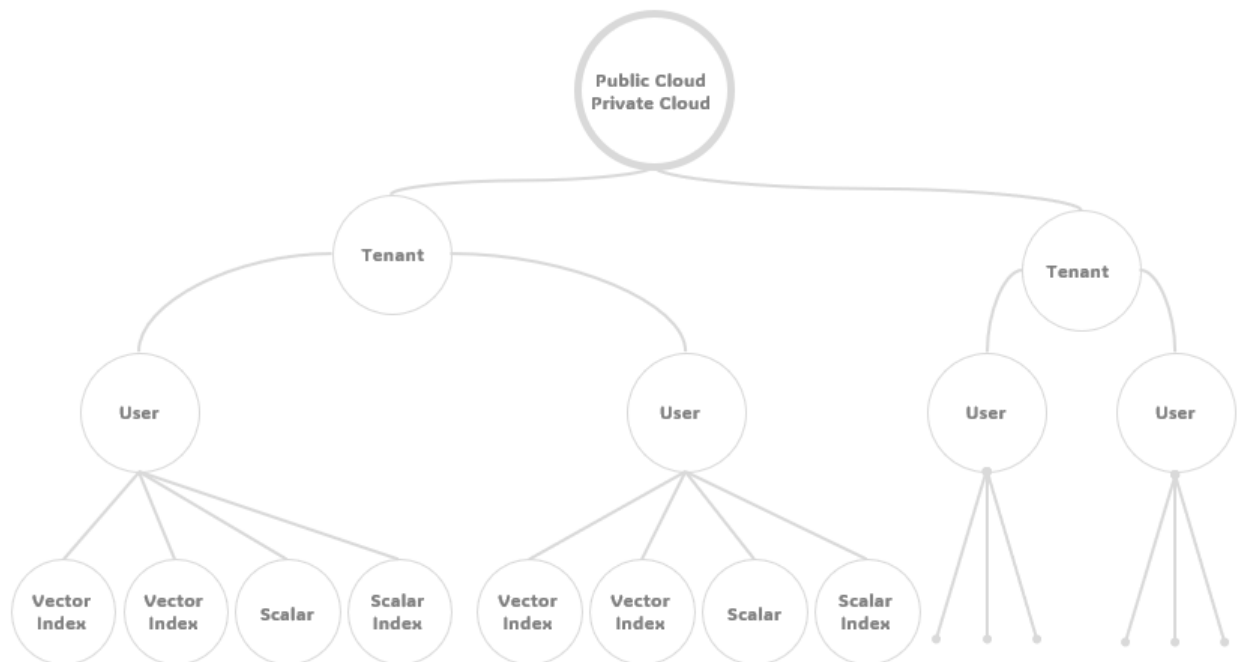 Public Cloud
Private Cloud
Tenant
Tenant
User
User
User
User
Vector
Index
Vector
Index
Scalar
Scalar
Index
Vector
Index
Vector
Index
Scalar
Scalar
Index